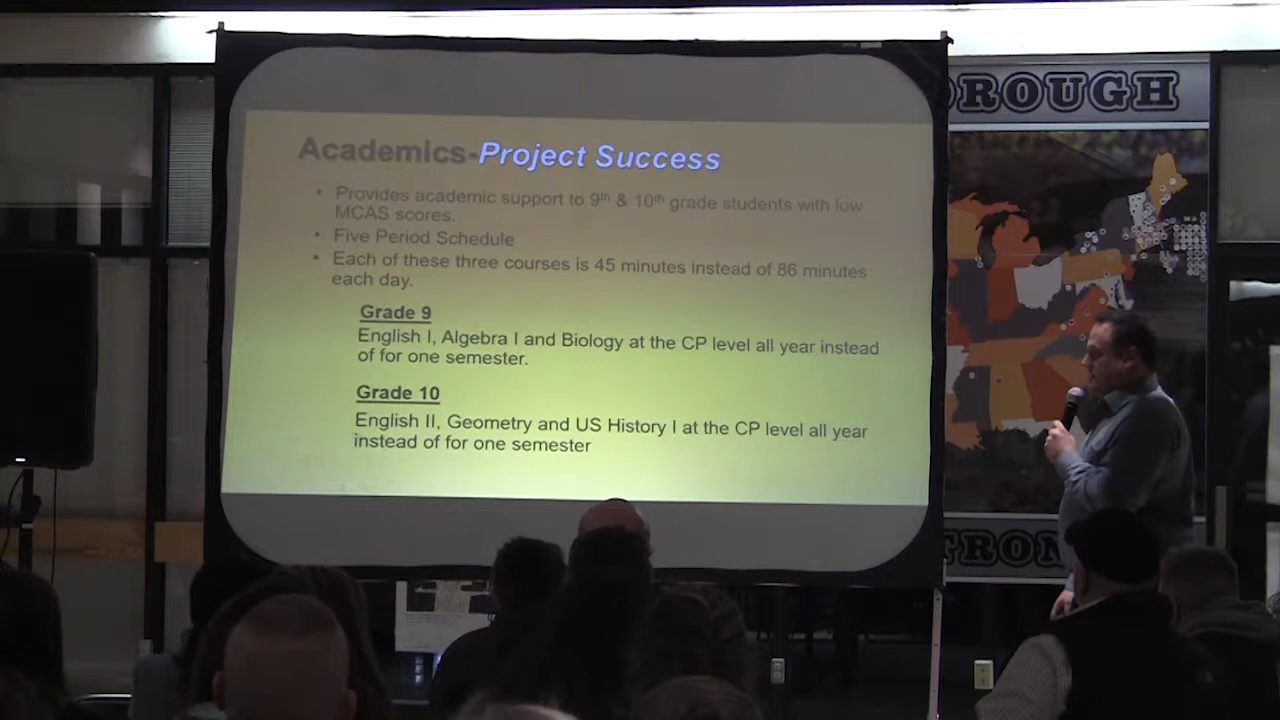 Academics-Project Success
• Provides academic support to 9th & 10th grade students with low
MCAS scores.
• Five Period Schedule
• Each of these three courses is 45 minutes instead of 86 minutes
each day.
Grade 9
English I, Algebra I and Biology at the CP level all year instead
of for one semester.
Grade 10
English II, Geometry and US History I at the CP level all year
instead of for one semester
OROUGH
TRON